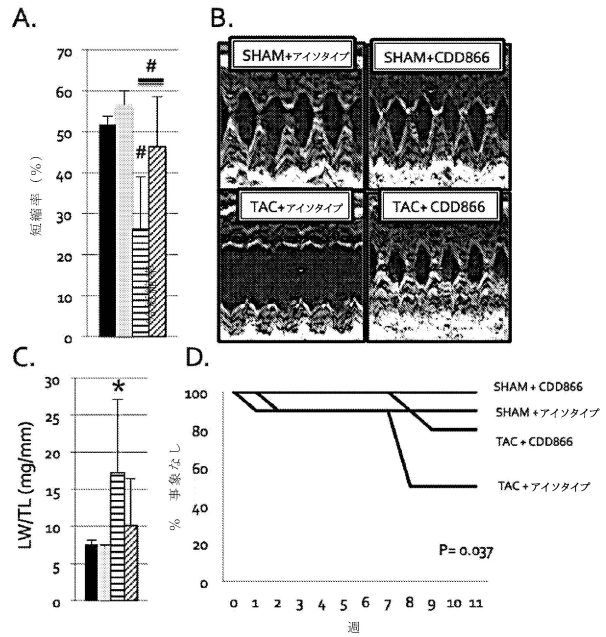 A.
#
#
70
60
50
40
30
20
10
0
短縮率 (%)
B.
SHAM+アイソタイプ
SHAM+CDD866
TAC+アイソタイプ
TAC+ CDD866
C.
*
30
25
20
15
10
5
0
LW/TL (mg/mm)
D.
100
80
60
40
20
0
% 事象なし
SHAM + CDD866
SHAM +アイソタイプ
TAC + CDD866
TAC +アイソタイプ
P= 0.037
0 1 2 3 4 5 6 7 8 9 10 11
週